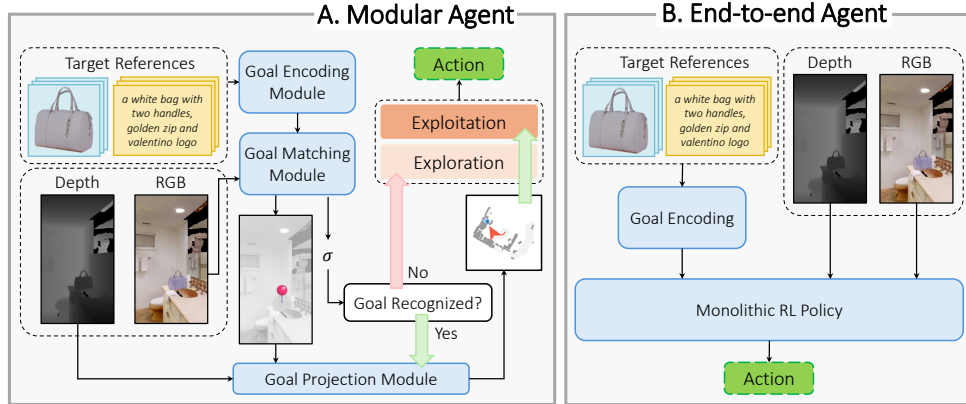 A. Modular Agent
Target References
a white bag with
two handles,
golden zip and
valentino logo
Goal Encoding
Module
Goal Matching
Module
Depth
RGB
σ
Action
Exploitation
Exploration
No
Goal Recognized?
Yes
Goal Projection Module
B. End-to-end Agent
Target References
a white bag with
two handles,
golden zip and
valentino logo
Depth
RGB
Goal Encoding
Monolithic RL Policy
Action